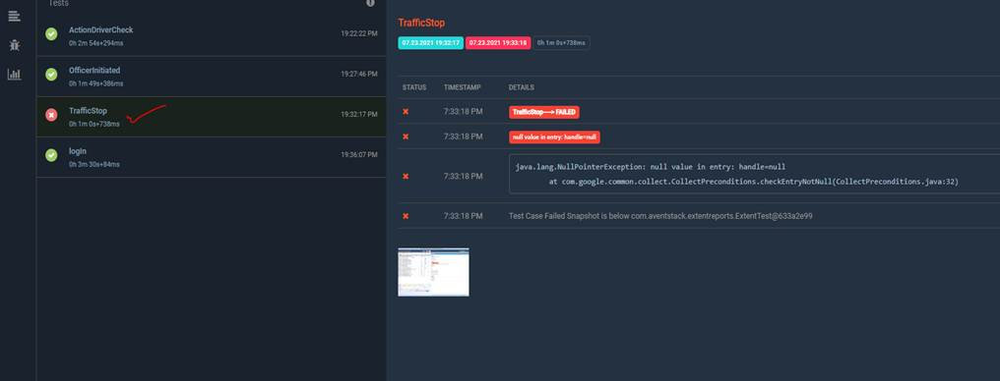 Tests
ActionDriverCheck
0h 2m 54s+294ms
19:22:22 PM
OfficerInitiated
0h 1m 49s+386ms
19:27:46 PM
TrafficStop
0h 1m 0s+738ms
19:32:17 PM
login
0h 3m 30s+84ms
19:36:07 PM
TrafficStop
07.23.2021 19:32:17 07.23.2021 19:33:18 0h 1m 0s+738ms
STATUS TIMESTAMP DETAILS
7:33:18 PM TrafficStop---> FAILED
7:33:18 PM null value in entry: handle=null
7:33:18 PM
java.lang.NullPointerException: null value in entry: handle=null
at com.google.common.collect.CollectPreconditions.checkEntryNotNull(CollectPreconditions.java:32)
7:33:18 PM Test Case Failed Snapshot is below com.aventstack.extentreports.ExtentTest@633a2e99